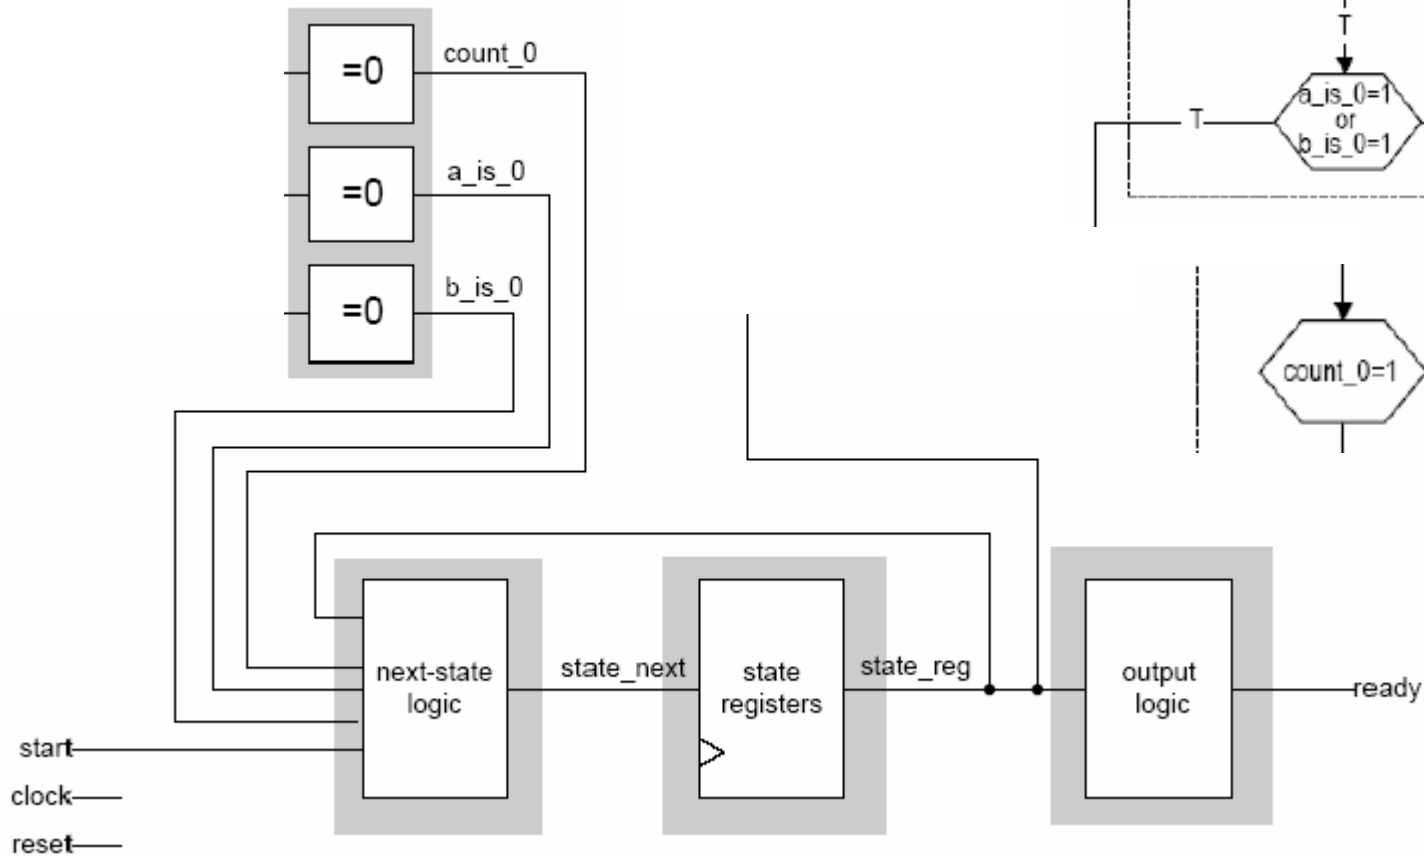 =0
count_0
=0
a_is_0
=0
b_is_0
T
a_is_0=1
or
b_is_0=1
T
count_0=1
next-state
logic
state_next
state
registers
state_reg
output
logic
ready
start
clock
reset